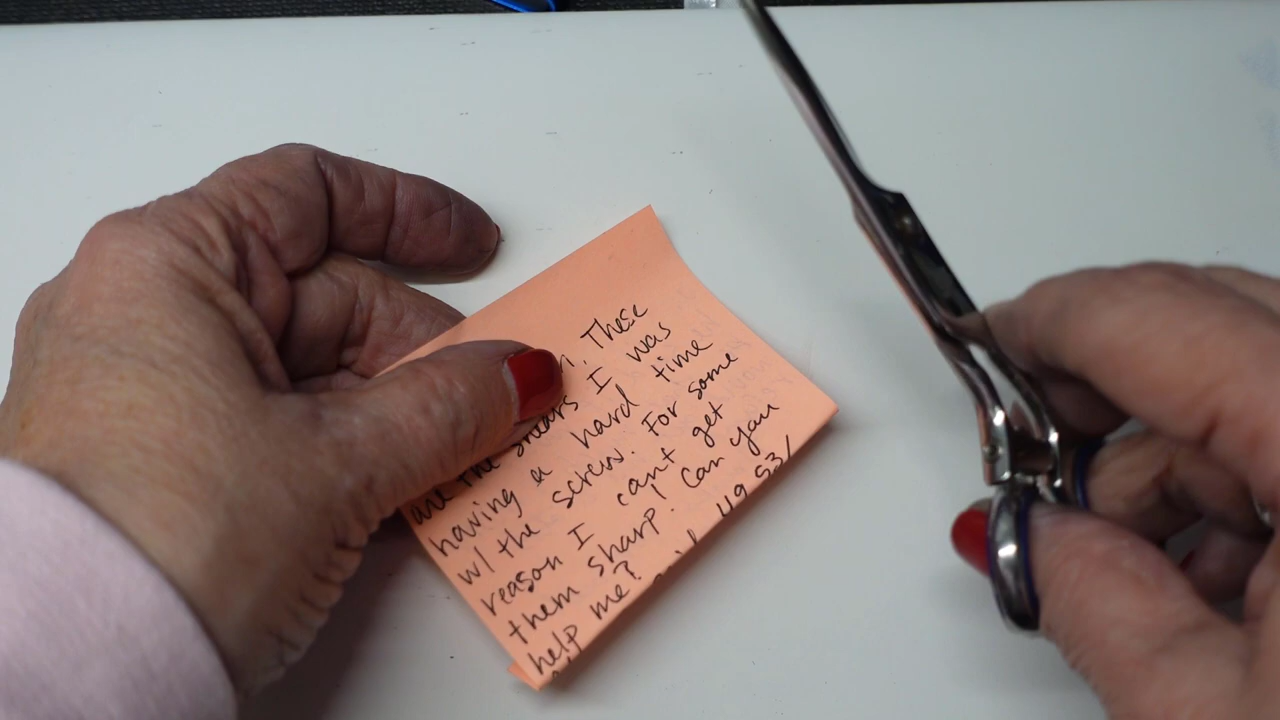 These
are the shears I was
having a hard time
w/ the screw. For some
reason I can't get
them sharp! Can you
help me?